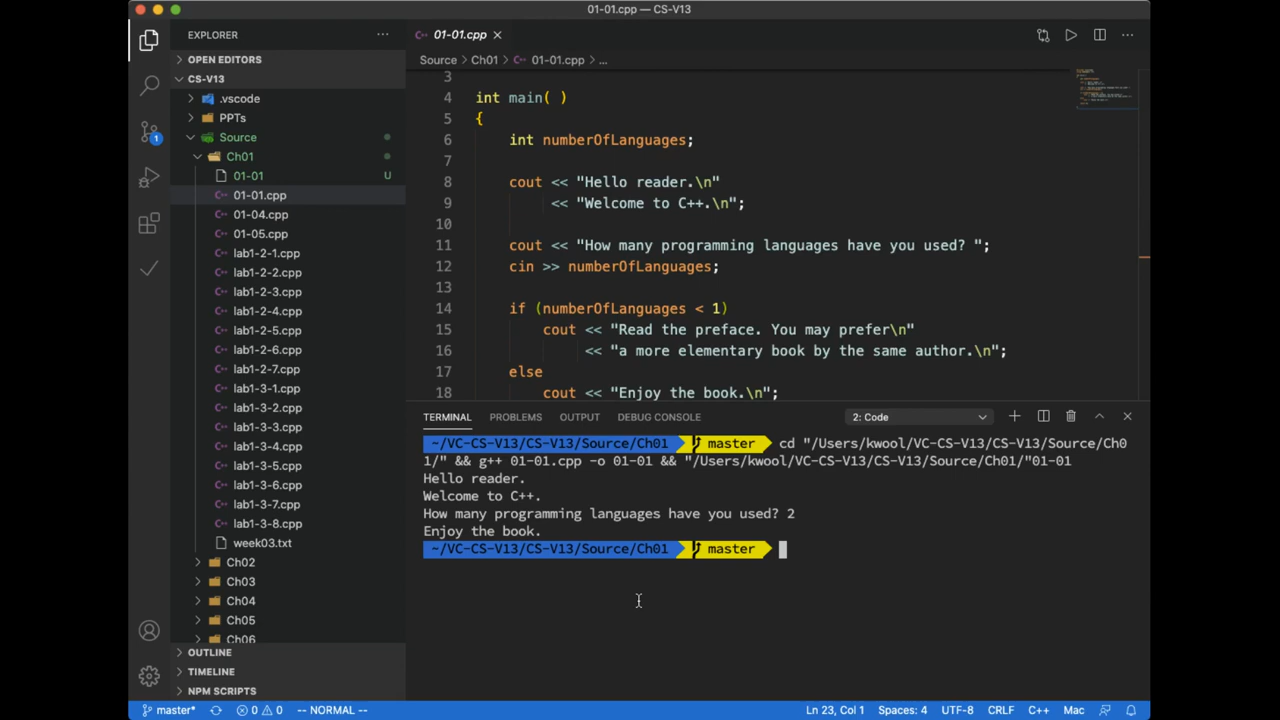 01-01.cpp — CS-V13
EXPLORER
OPEN EDITORS
CS-V13
.vscode
PPTs
Source
Ch01
01-01 U
01-01.cpp
01-04.cpp
01-05.cpp
lab1-2-1.cpp
lab1-2-2.cpp
lab1-2-3.cpp
lab1-2-4.cpp
lab1-2-5.cpp
lab1-2-6.cpp
lab1-2-7.cpp
lab1-3-1.cpp
lab1-3-2.cpp
lab1-3-3.cpp
lab1-3-4.cpp
lab1-3-5.cpp
lab1-3-6.cpp
lab1-3-7.cpp
lab1-3-8.cpp
week03.txt
Ch02
Ch03
Ch04
Ch05
Ch06
OUTLINE
TIMELINE
NPM SCRIPTS
1
01-01.cpp
Source > Ch01 > 01-01.cpp > ...
3
4 int main( )
5 {
6 int numberOfLanguages;
7
8 cout << "Hello reader.\n"
9 << "Welcome to C++.\n";
10
11 cout << "How many programming languages have you used? ";
12 cin >> numberOfLanguages;
13
14 if (numberOfLanguages < 1)
15 cout << "Read the preface. You may prefer\n"
16 << "a more elementary book by the same author.\n";
17 else
18 cout << "Enjoy the book.\n";
TERMINAL PROBLEMS OUTPUT DEBUG CONSOLE 2: Code
~/VC-CS-V13/CS-V13/Source/Ch01 master cd "/Users/kwool/VC-CS-V13/CS-V13/Source/Ch0
1/" && g++ 01-01.cpp -o 01-01 && "/Users/kwool/VC-CS-V13/CS-V13/Source/Ch01/"01-01
Hello reader.
Welcome to C++.
How many programming languages have you used? 2
Enjoy the book.
~/VC-CS-V13/CS-V13/Source/Ch01 master
master* 0 0 -- NORMAL -- Ln 23, Col 1 Spaces: 4 UTF-8 CRLF C++ Mac